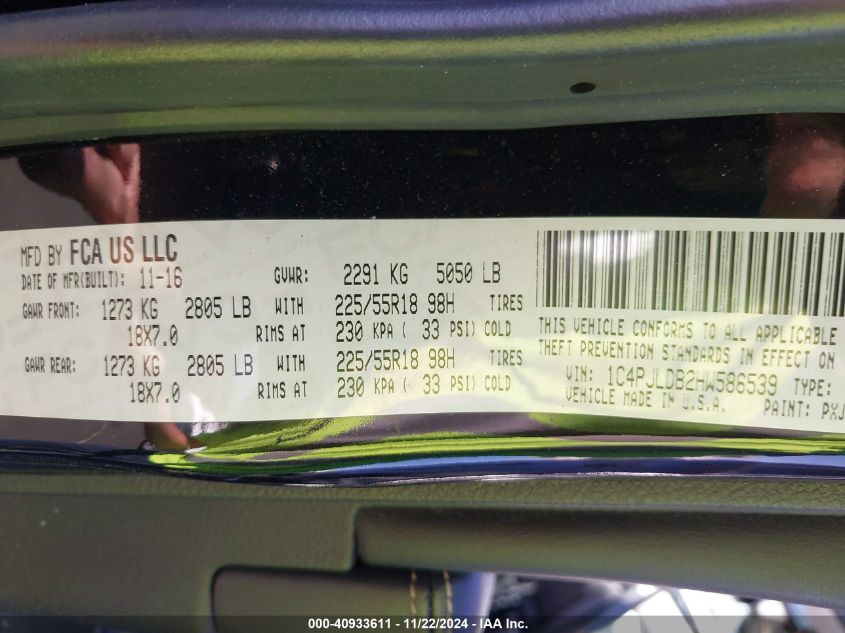 MFD BY FCA US LLC
DATE OF MFR(BUILT): 11-16 GVWR: 2291 KG 5050 LB
GAWR FRONT: 1273 KG 2805 LB WITH 225/55R18 98H TIRES
18X7.0 RIMS AT 230 KPA ( 33 PSI) COLD
GAWR REAR: 1273 KG 2805 LB WITH 225/55R18 98H TIRES
18X7.0 RIMS AT 230 KPA ( 33 PSI) COLD
THIS VEHICLE CONFORMS TO ALL APPLICABLE
THEFT PREVENTION STANDARDS IN EFFECT ON
VIN: 1C4PJLDB2HW586539 TYPE:
VEHICLE MADE IN U.S.A. PAINT: PXJ
000-40933611 - 11/22/2024 - IAA Inc.